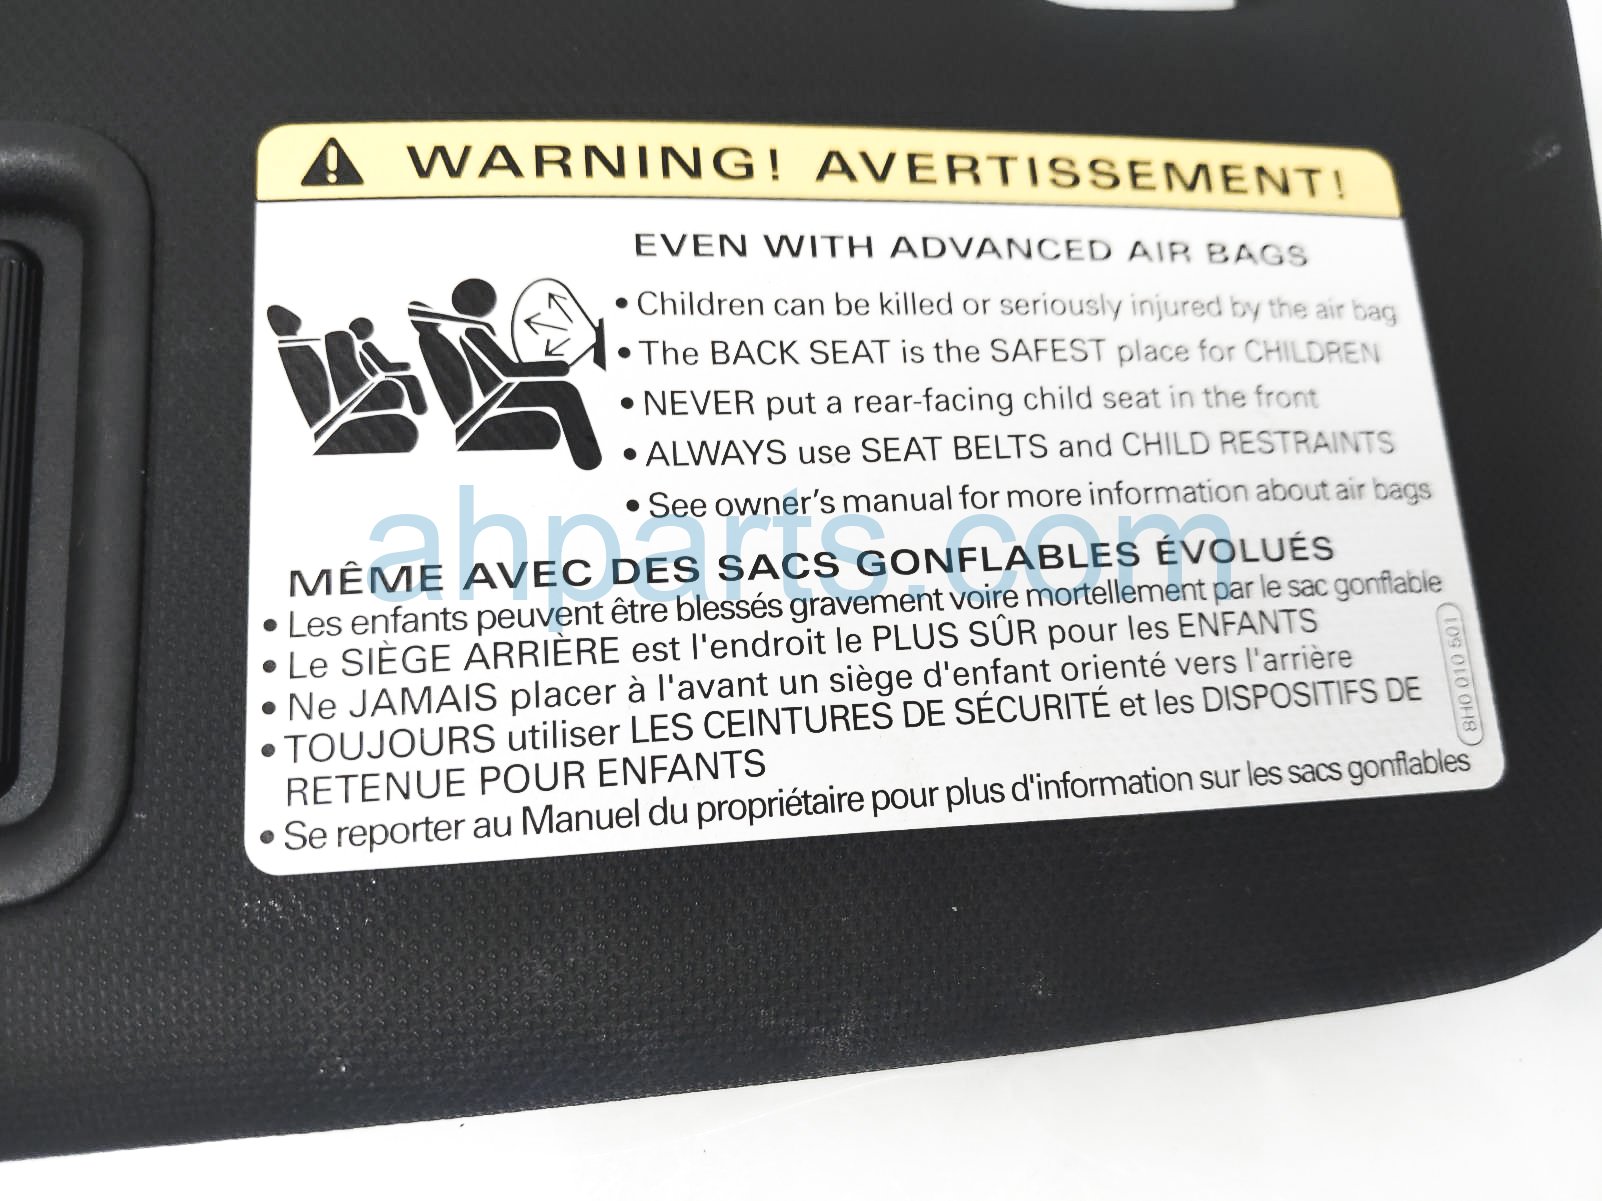 WARNING! AVERTISSEMENT!
EVEN WITH ADVANCED AIR BAGS
• Children can be killed or seriously injured by the air bag
• The BACK SEAT is the SAFEST place for CHILDREN
• NEVER put a rear-facing child seat in the front
• ALWAYS use SEAT BELTS and CHILD RESTRAINTS
• See owner's manual for more information about air bags
ahparts.com
MÊME AVEC DES SACS GONFLABLES ÉVOLUÉS
• Les enfants peuvent être blessés gravement voire mortellement par le sac gonflable
• Le SIÈGE ARRIÈRE est l'endroit le PLUS SÛR pour les ENFANTS
• Ne JAMAIS placer à l'avant un siège d'enfant orienté vers l'arrière
• TOUJOURS utiliser LES CEINTURES DE SÉCURITÉ et les DISPOSITIFS DE
RETENUE POUR ENFANTS
• Se reporter au Manuel du propriétaire pour plus d'information sur les sacs gonflables
8H0 010 501